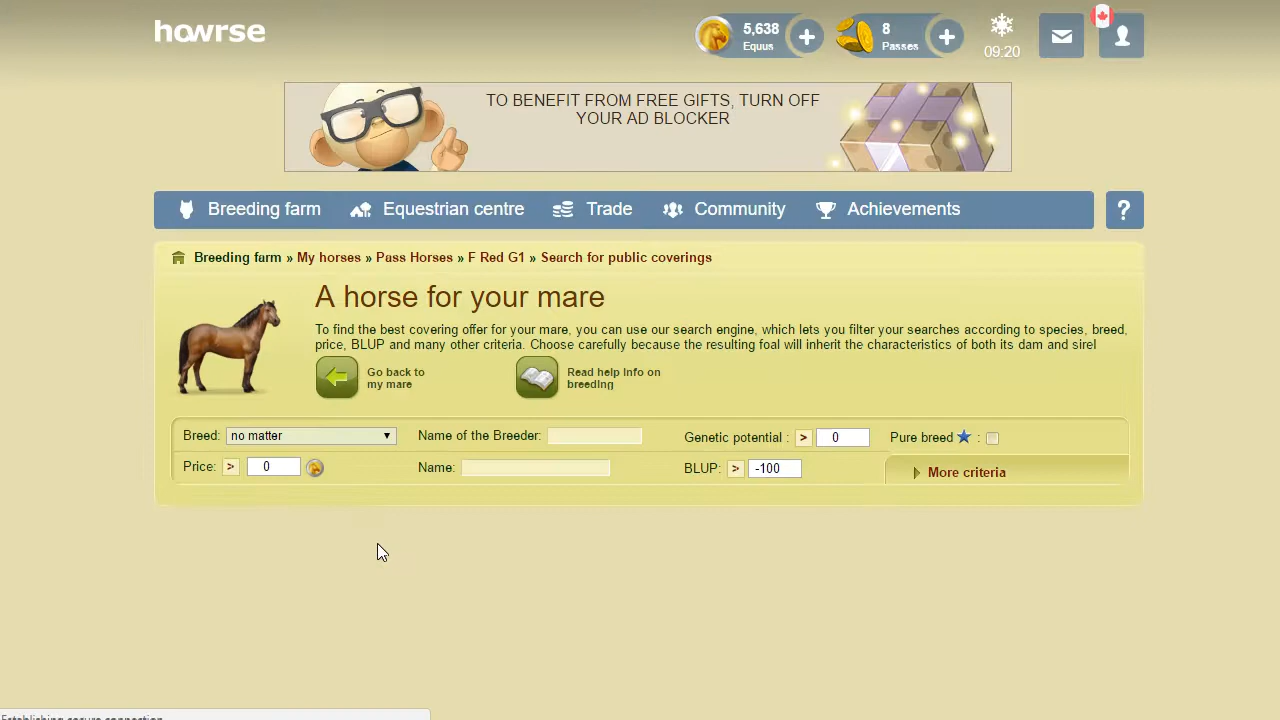 howrse
5,638
Equus
8
Passes
09:20
TO BENEFIT FROM FREE GIFTS, TURN OFF
YOUR AD BLOCKER
Breeding farm
Equestrian centre
Trade
Community
Achievements
?
Breeding farm » My horses » Pass Horses » F Red G1 » Search for public coverings
A horse for your mare
To find the best covering offer for your mare, you can use our search engine, which lets you filter your searches according to species, breed,
price, BLUP and many other criteria. Choose carefully because the resulting foal will inherit the characteristics of both its dam and sire!
Go back to
my mare
Read help info on
breeding
Breed: no matter
Name of the Breeder:
Genetic potential : > 0
Pure breed :
Price: > 0
Name:
BLUP: > -100
More criteria
Establishing secure connection...